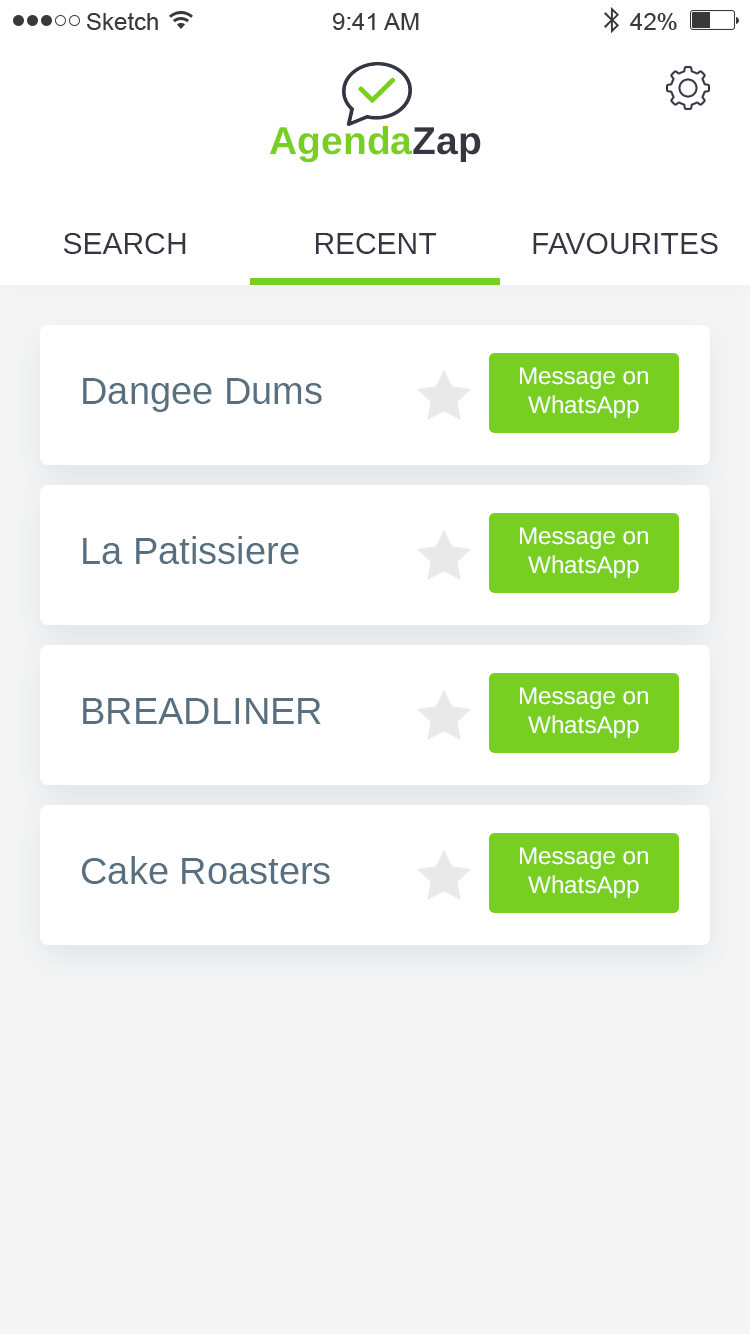 Sketch 9:41 AM 42%
AgendaZap
SEARCH RECENT FAVOURITES
Dangee Dums
Message on
WhatsApp
La Patissiere
Message on
WhatsApp
BREADLINER
Message on
WhatsApp
Cake Roasters
Message on
WhatsApp